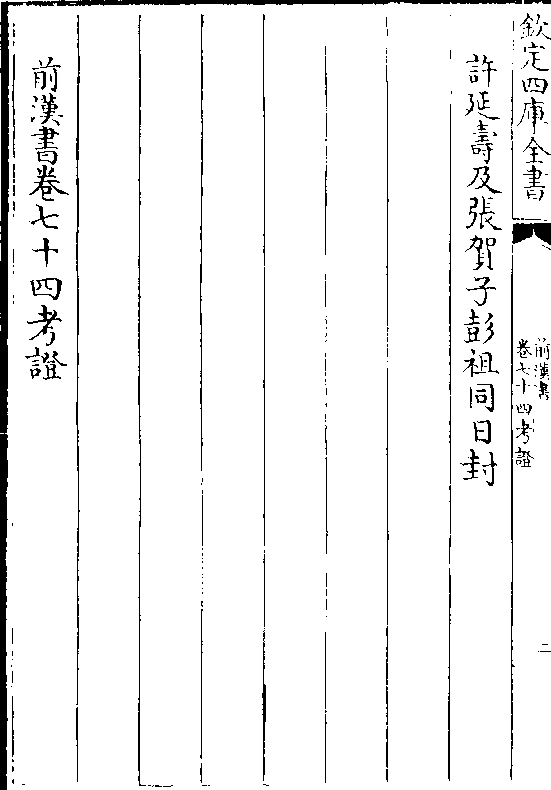 欽定四庫全書
前漢書
卷七十四考證
二
許延壽及張賀子彭祖同日封
前漢書卷七十四考證